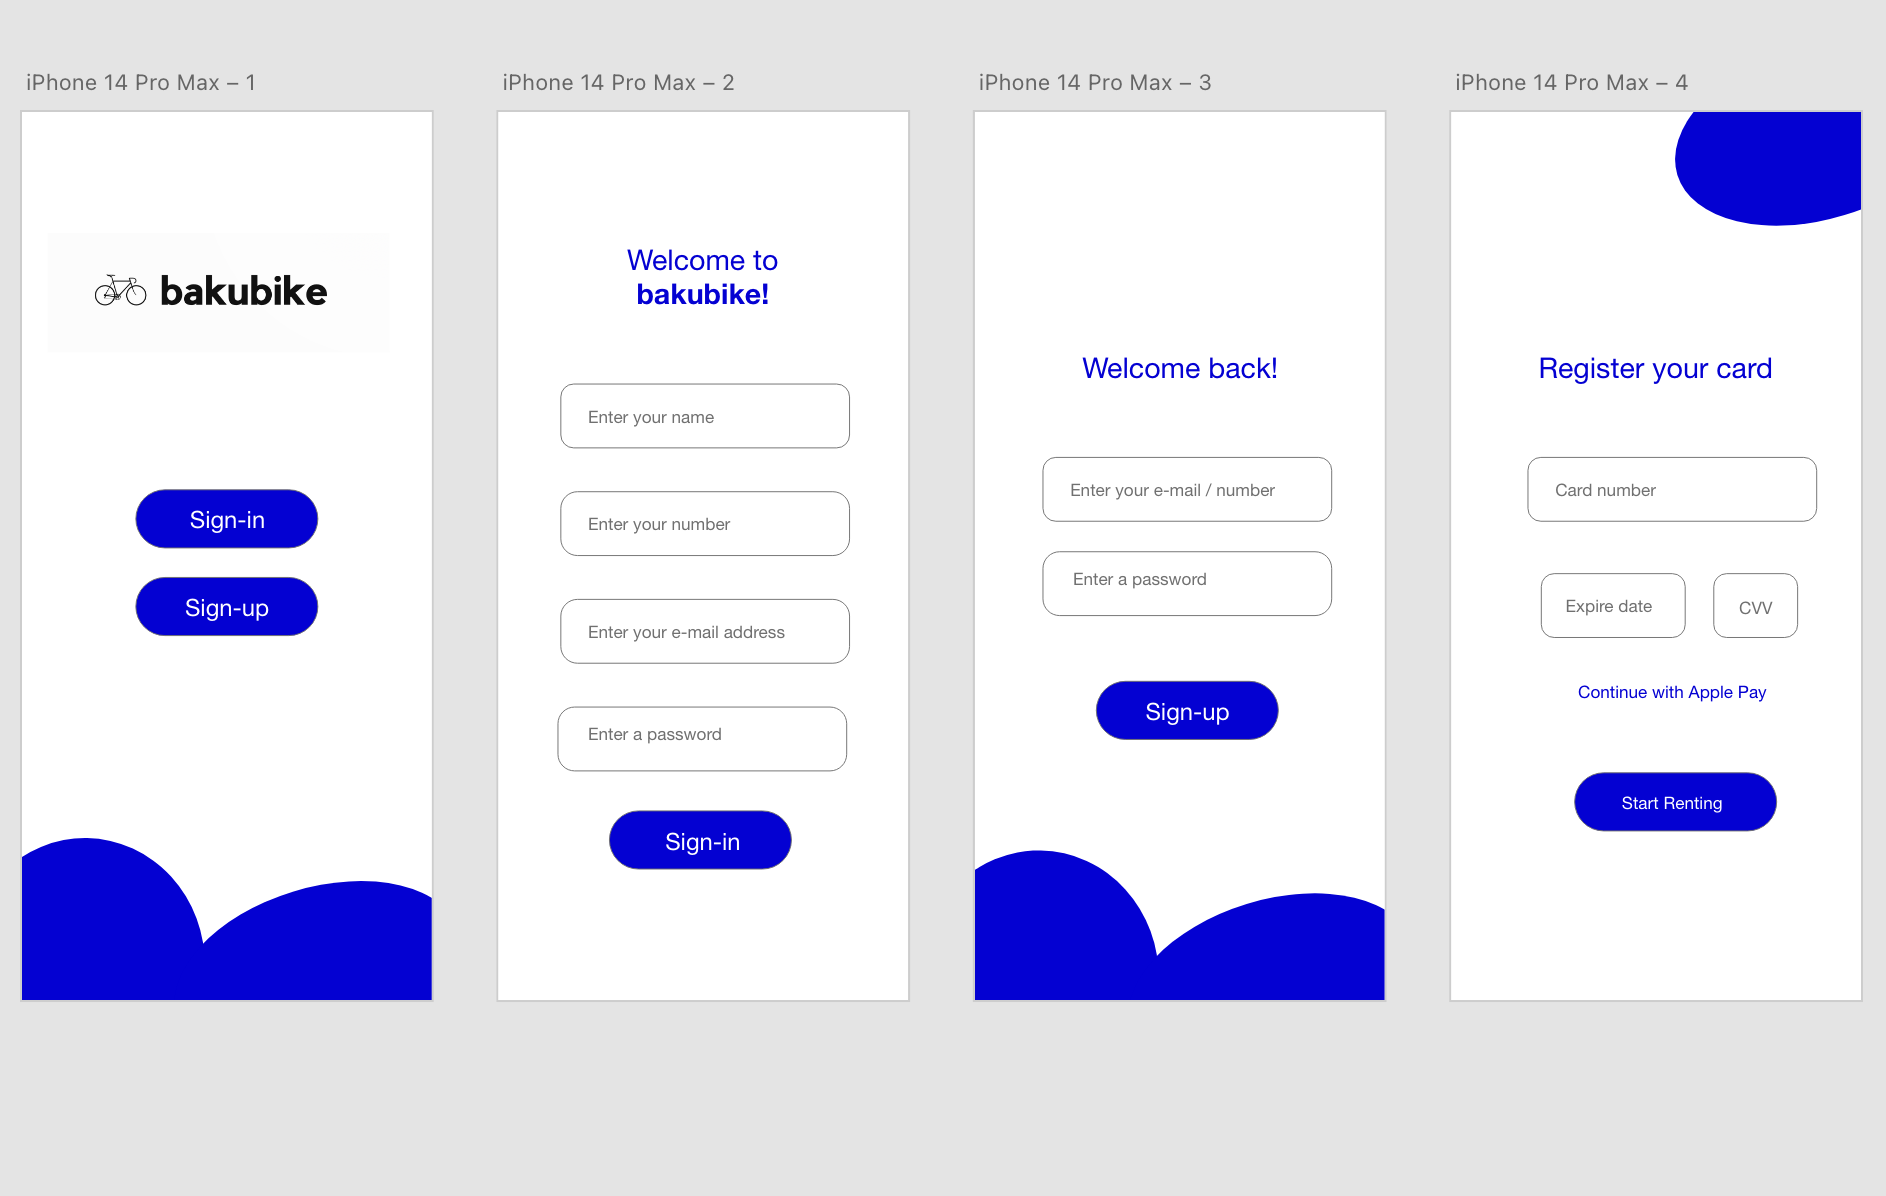 iPhone 14 Pro Max – 1
bakubike
Sign-in
Sign-up
iPhone 14 Pro Max – 2
Welcome to
bakubike!
Enter your name
Enter your number
Enter your e-mail address
Enter a password
Sign-in
iPhone 14 Pro Max – 3
Welcome back!
Enter your e-mail / number
Enter a password
Sign-up
iPhone 14 Pro Max – 4
Register your card
Card number
Expire date
CVV
Continue with Apple Pay
Start Renting